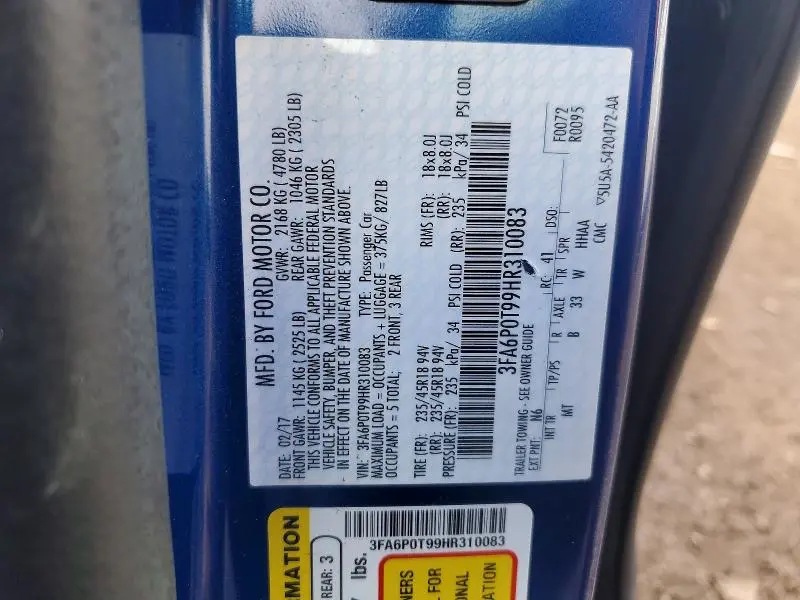 MFD. BY FORD MOTOR CO.
DATE: 02/17 GVWR: 2168 KG ( 4780 LB)
FRONT GAWR: 1145 KG ( 2525 LB) REAR GAWR: 1046 KG ( 2305 LB)
THIS VEHICLE CONFORMS TO ALL APPLICABLE FEDERAL MOTOR
VEHICLE SAFETY, BUMPER, AND THEFT PREVENTION STANDARDS
IN EFFECT ON THE DATE OF MANUFACTURE SHOWN ABOVE.
VIN: 3FA6P0T99HR310083 TYPE: Passenger Car
MAXIMUM LOAD = OCCUPANTS + LUGGAGE = 375KG/ 827LB
OCCUPANTS = 5 TOTAL; 2 FRONT, 3 REAR
TIRE (FR): 235/45R18 94V RIMS (FR): 18x8.0J
TIRE (RR): 235/45R18 94V (RR): 18x8.0J
PRESSURE (FR): 235 kPa/ 34 PSI COLD (RR): 235 kPa/ 34 PSI COLD
3FA6P0T99HR310083
TRAILER TOWING - SEE OWNER GUIDE
EXT PNT: N6 RC: 41 DSO: F0072
R0095
INT TR TP/PS R AXLE TR SPR
MT B 33 W HHAA
CMC ▽5U5A-5420472-AA
3FA6P0T99HR310083
REAR: 3
lbs.